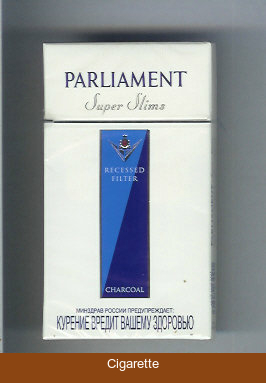 PARLIAMENT
Super Slims
RECESSED
FILTER
CHARCOAL
МИНЗДРАВ РОССИИ ПРЕДУПРЕЖДАЕТ:
КУРЕНИЕ ВРЕДИТ ВАШЕМУ ЗДОРОВЬЮ
Cigarette